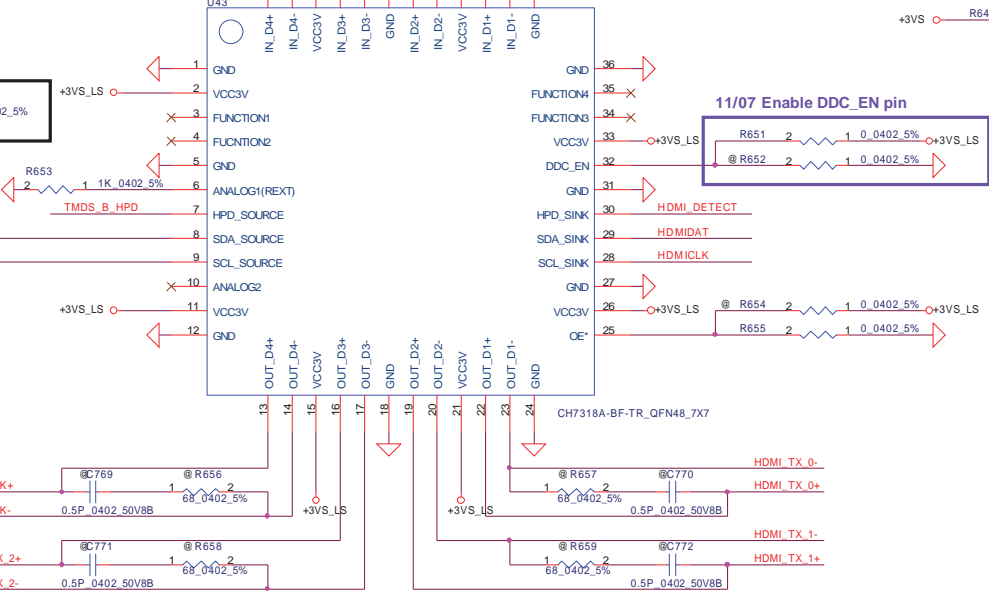 U43
+3VS
R64
IN_D4+
IN_D4-
VCC3V
IN_D3+
IN_D3-
GND
IN_D2+
IN_D2-
VCC3V
IN_D1+
IN_D1-
GND
1 GND
GND 36
+3VS_LS 2 VCC3V
FUNCTION4 35
11/07 Enable DDC_EN pin
02_5%
3 FUNCTION1
FUNCTION3 34
4 FUCNTION2
VCC3V 33 +3VS_LS
R651 2 1 0_0402_5% +3VS_LS
5 GND
DDC_EN 32
@ R652 2 1 0_0402_5%
R653
2 1 1K_0402_5% 6 ANALOG1(REXT)
GND 31
TMDS_B_HPD 7 HPD_SOURCE
HPD_SINK 30 HDMI_DETECT
8 SDA_SOURCE
SDA_SINK 29 HDMIDAT
9 SCL_SOURCE
SCL_SINK 28 HDMICLK
10 ANALOG2
GND 27
+3VS_LS 11 VCC3V
VCC3V 26 +3VS_LS
@ R654 2 1 0_0402_5% +3VS_LS
12 GND
OE* 25
R655 2 1 0_0402_5%
OUT_D4+
OUT_D4-
VCC3V
OUT_D3+
OUT_D3-
GND
OUT_D2+
OUT_D2-
VCC3V
OUT_D1+
OUT_D1-
GND
13 14 15 16 17 18 19 20 21 22 23 24
CH7318A-BF-TR_QFN48_7X7
HDMI_TX_0-
@C769
@ R656
@ R657
@C770
K+
1 2
1 2
HDMI_TX_0+
68_0402_5%
68_0402_5%
K-
0.5P_0402_50V8B
+3VS_LS
+3VS_LS
0.5P_0402_50V8B
HDMI_TX_1-
@C771
@ R658
@ R659
@C772
X_2+
1 2
1 2
HDMI_TX_1+
68_0402_5%
68_0402_5%
X_2-
0.5P_0402_50V8B
0.5P_0402_50V8B